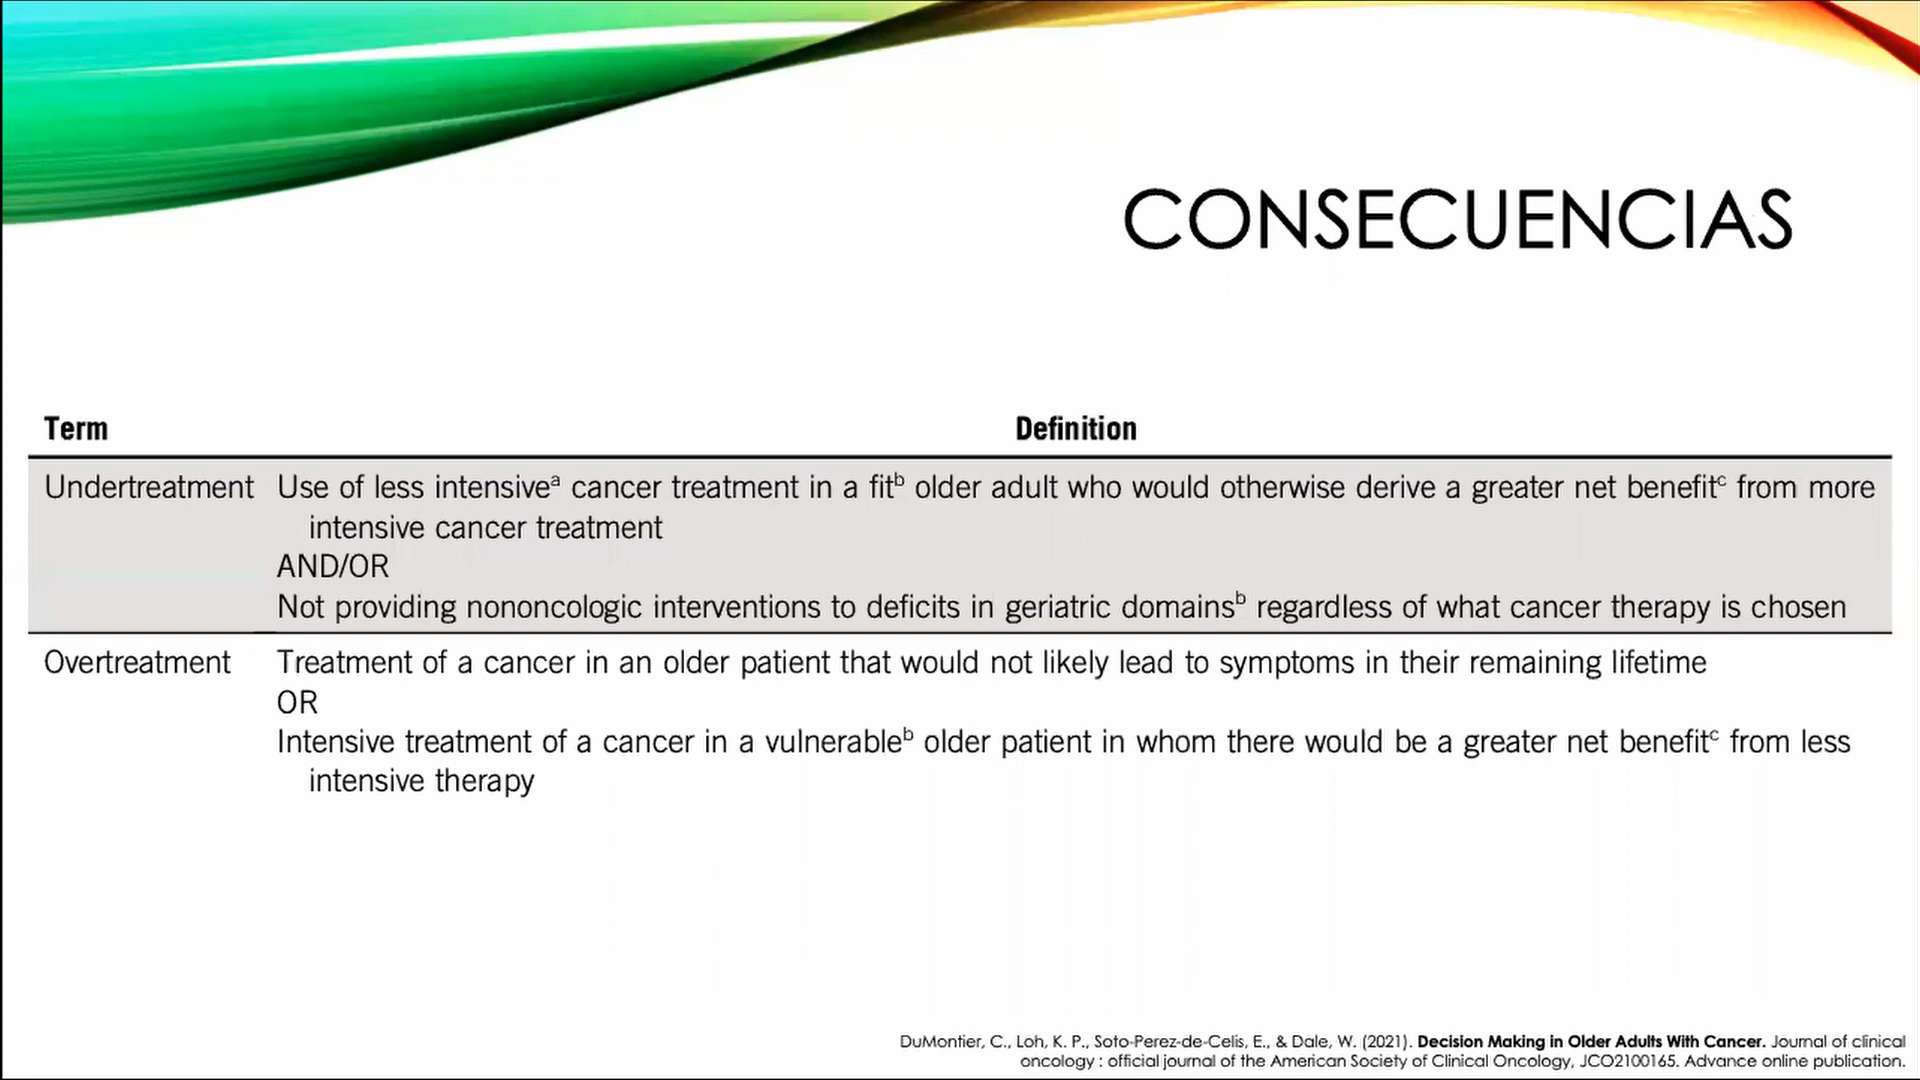 CONSECUENCIAS
Term Definition
Undertreatment Use of less intensiveᵃ cancer treatment in a fitᵇ older adult who would otherwise derive a greater net benefitᶜ from more
intensive cancer treatment
AND/OR
Not providing nononcologic interventions to deficits in geriatric domainsᵇ regardless of what cancer therapy is chosen
Overtreatment Treatment of a cancer in an older patient that would not likely lead to symptoms in their remaining lifetime
OR
Intensive treatment of a cancer in a vulnerableᵇ older patient in whom there would be a greater net benefitᶜ from less
intensive therapy
DuMontier, C., Loh, K. P., Soto-Perez-de-Celis, E., & Dale, W. (2021). Decision Making in Older Adults With Cancer. Journal of clinical
oncology : official journal of the American Society of Clinical Oncology, JCO2100165. Advance online publication.